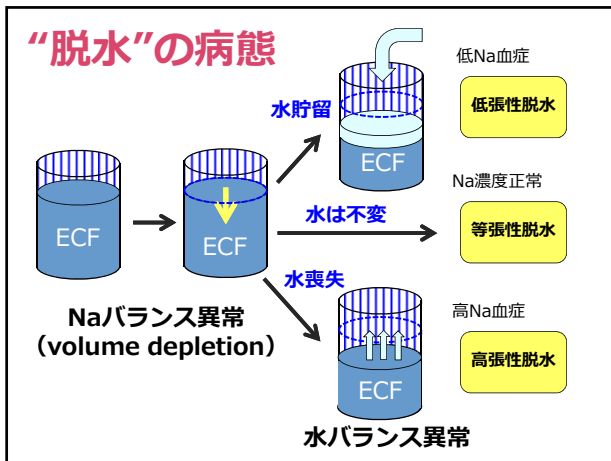 “脱水”の病態
低Na血症
低張性脱水
水貯留
ECF
ECF
ECF
Na濃度正常
水は不変
等張性脱水
水喪失
Naバランス異常
（volume depletion）
高Na血症
高張性脱水
ECF
水バランス異常